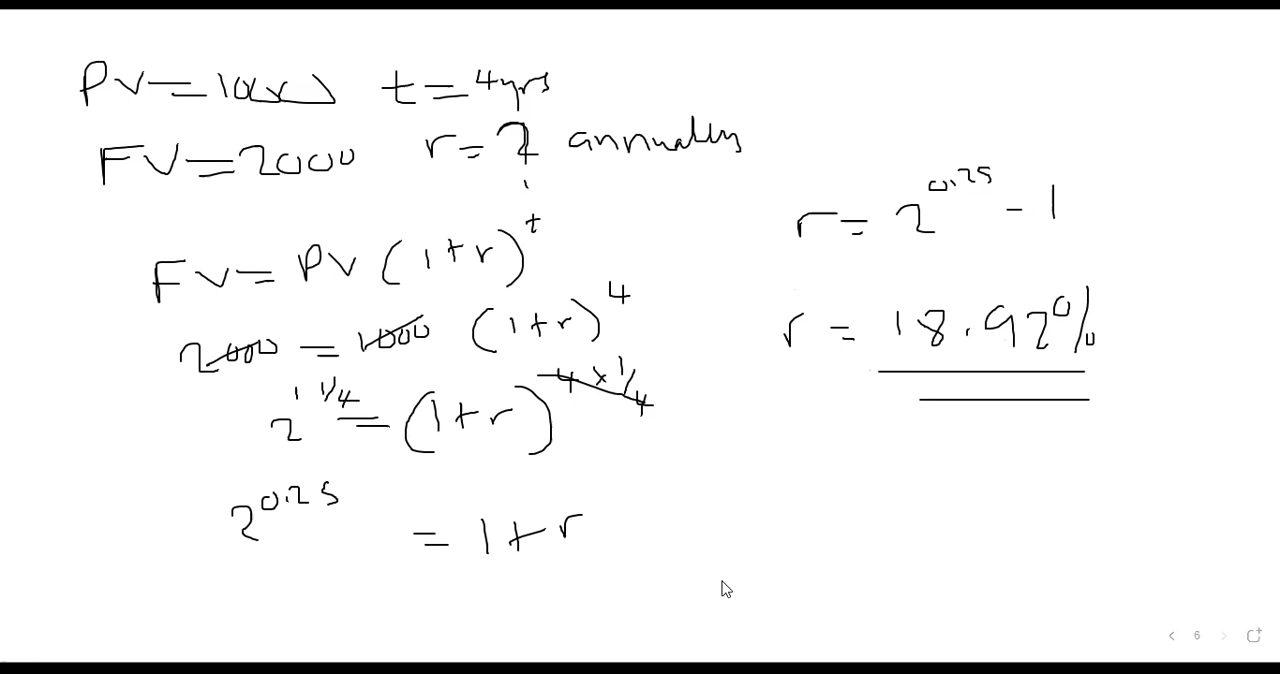 PV=1000 t=4yrs
FV=2000 r=? annually
FV=PV(1+r)^t
2000=1000(1+r)^4
2^1 1/4=(1+r)^4×1/4
2^0.25=1+r
r=2^0.25-1
r=18.92%
6